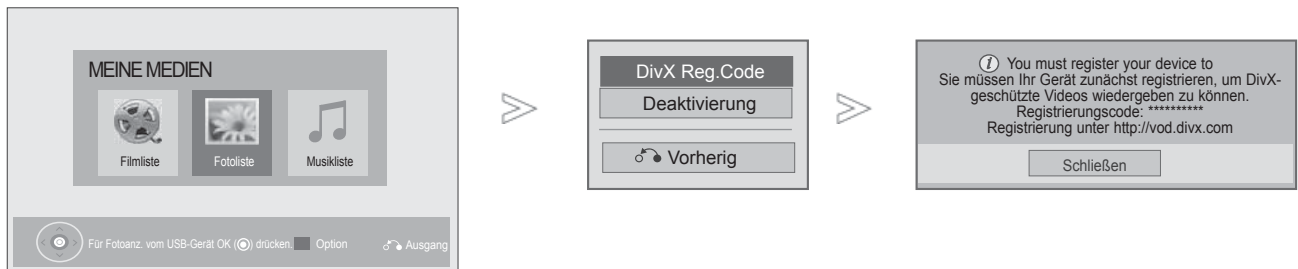 MEINE MEDIEN
Filmliste
Fotoliste
Musikliste
Für Fotoanz. vom USB-Gerät OK (◉) drücken. Option Ausgang
DivX Reg.Code
Deaktivierung
Vorherig
You must register your device to
Sie müssen Ihr Gerät zunächst registrieren, um DivX-
geschützte Videos wiedergeben zu können.
Registrierungscode: **********
Registrierung unter http://vod.divx.com
Schließen